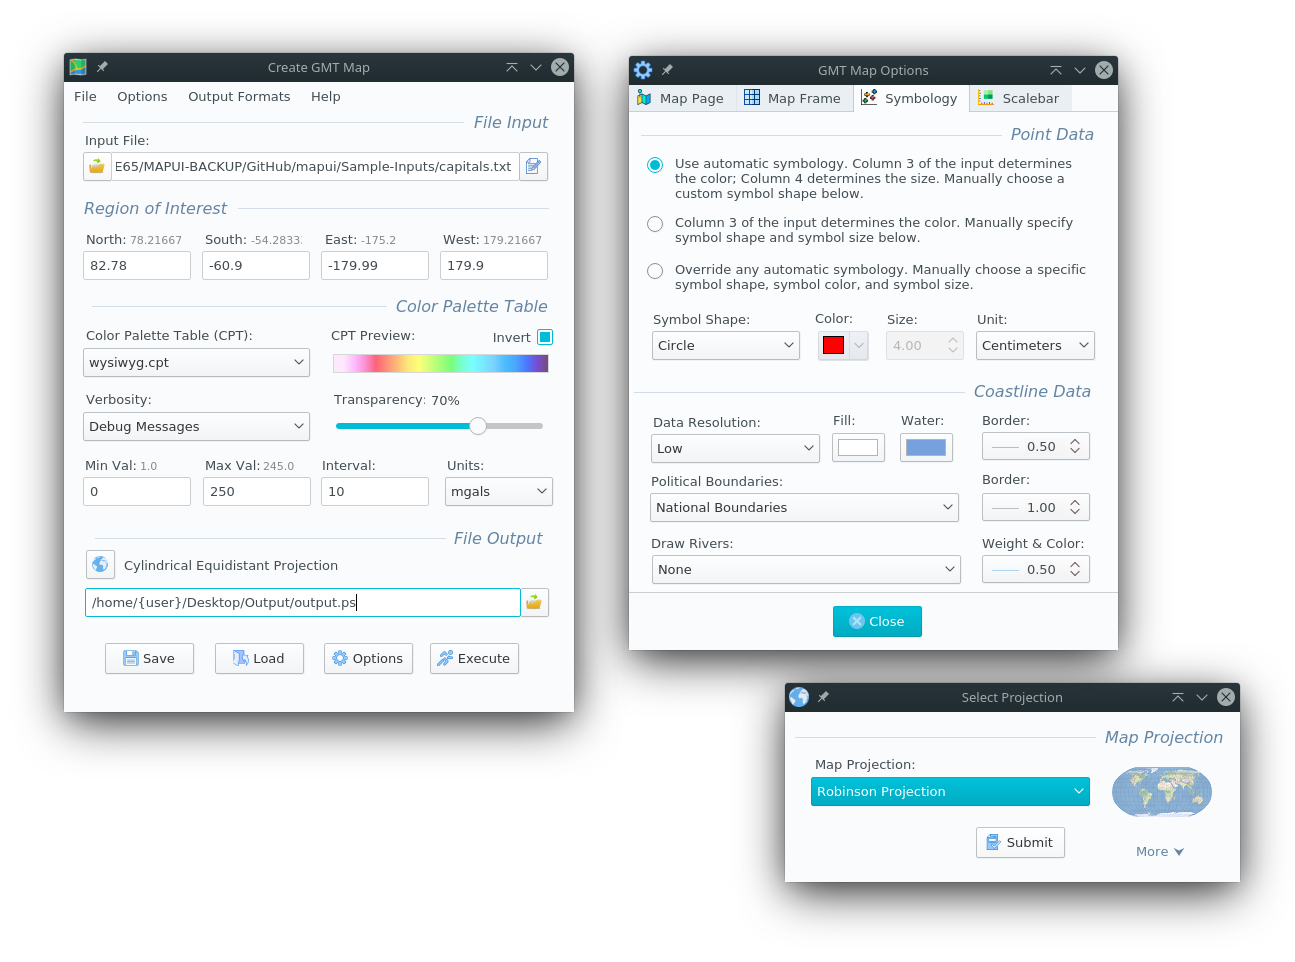 Create GMT Map
File Options Output Formats Help
File Input
Input File:
E65/MAPUI-BACKUP/GitHub/mapui/Sample-Inputs/capitals.txt
Region of Interest
North: 78.21667 South: -54.2833 East: -175.2 West: 179.21667
82.78 -60.9 -179.99 179.9
Color Palette Table
Color Palette Table (CPT): CPT Preview: Invert
wysiwyg.cpt
Verbosity: Transparency: 70%
Debug Messages
Min Val: 1.0 Max Val: 245.0 Interval: Units:
0 250 10 mgals
File Output
Cylindrical Equidistant Projection
/home/{user}/Desktop/Output/output.ps
Save Load Options Execute
GMT Map Options
Map Page Map Frame Symbology Scalebar
Point Data
Use automatic symbology. Column 3 of the input determines
the color; Column 4 determines the size. Manually choose a
custom symbol shape below.
Column 3 of the input determines the color. Manually specify
symbol shape and symbol size below.
Override any automatic symbology. Manually choose a specific
symbol shape, symbol color, and symbol size.
Symbol Shape: Color: Size: Unit:
Circle 4.00 Centimeters
Coastline Data
Data Resolution: Fill: Water: Border:
Low 0.50
Political Boundaries: Border:
National Boundaries 1.00
Draw Rivers: Weight & Color:
None 0.50
Close
Select Projection
Map Projection
Map Projection:
Robinson Projection
Submit
More